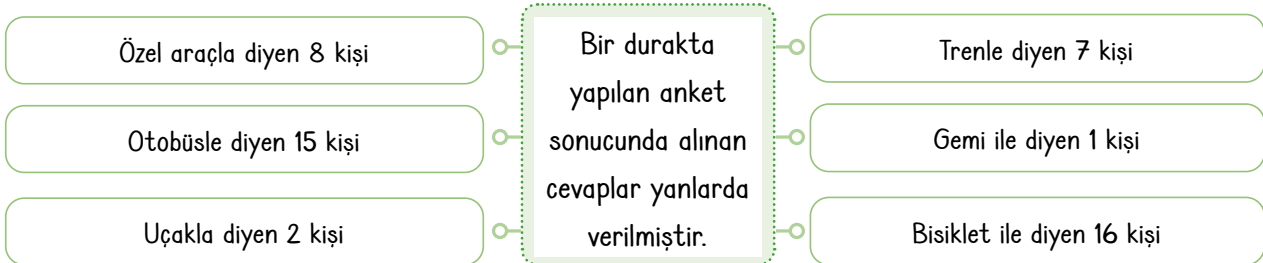 Özel araçla diyen 8 kişi
Otobüsle diyen 15 kişi
Uçakla diyen 2 kişi
Bir durakta
yapılan anket
sonucunda alınan
cevaplar yanlarda
verilmiştir.
Trenle diyen 7 kişi
Gemi ile diyen 1 kişi
Bisiklet ile diyen 16 kişi